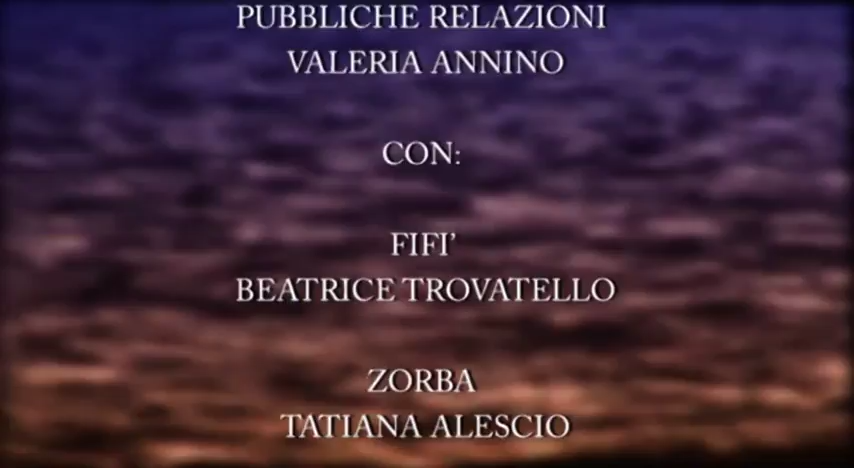 PUBBLICHE RELAZIONI
VALERIA ANNINO
CON:
FIFI'
BEATRICE TROVATELLO
ZORBA
TATIANA ALESCIO